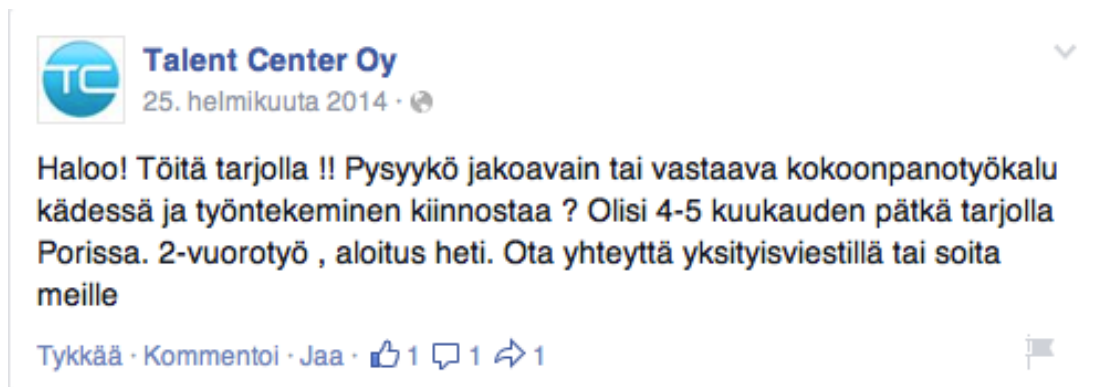 TC
Talent Center Oy
25. helmikuuta 2014 ·
Haloo! Töitä tarjolla !! Pysyykö jakoavain tai vastaava kokoonpanotyökalu
kädessä ja työntekeminen kiinnostaa ? Olisi 4-5 kuukauden pätkä tarjolla
Porissa. 2-vuorotyö , aloitus heti. Ota yhteyttä yksityisviestillä tai soita
meille
Tykkää · Kommentoi · Jaa · 1 1 1